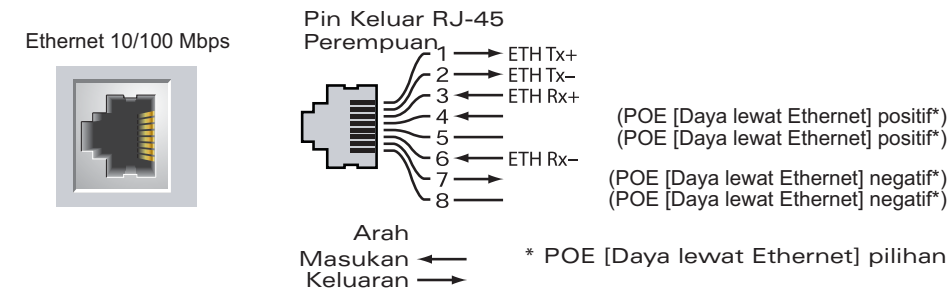 Ethernet 10/100 Mbps
Pin Keluar RJ-45
Perempuan
1 ETH Tx+
2 ETH Tx–
3 ETH Rx+
4 (POE [Daya lewat Ethernet] positif*)
5 (POE [Daya lewat Ethernet] positif*)
6 ETH Rx–
7 (POE [Daya lewat Ethernet] negatif*)
8 (POE [Daya lewat Ethernet] negatif*)
Arah
Masukan
Keluaran
* POE [Daya lewat Ethernet] pilihan